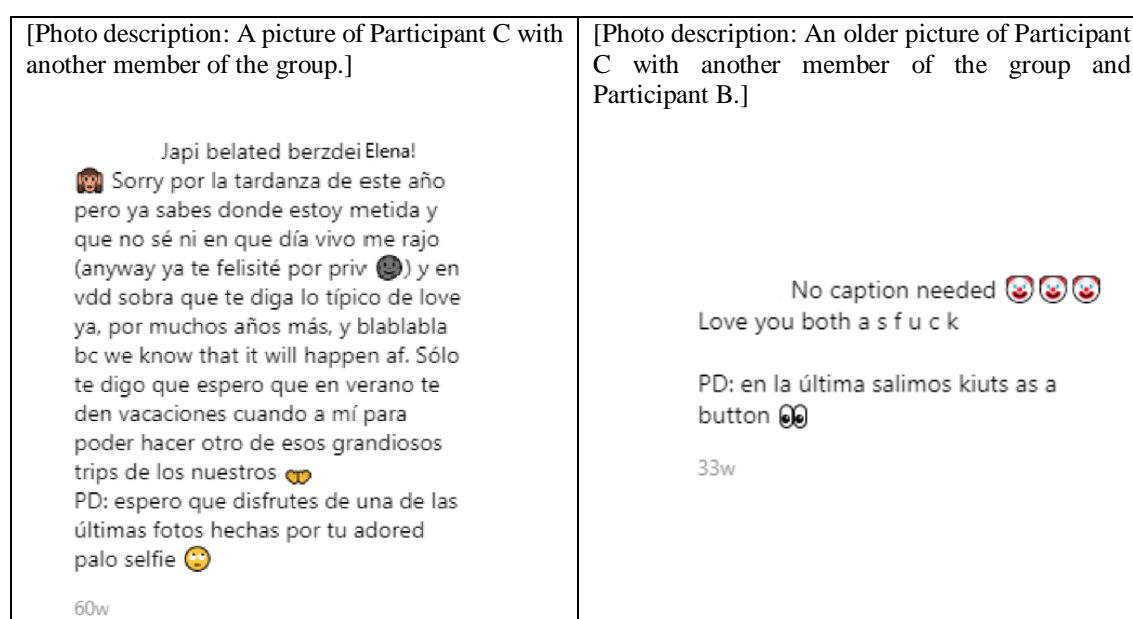 [Photo description: A picture of Participant C with
another member of the group.]
Japi belated berzdei Elena!
🙉 Sorry por la tardanza de este año
pero ya sabes donde estoy metida y
que no sé ni en que día vivo me rajo
(anyway ya te felisité por priv 🌚) y en
vdd sobra que te diga lo típico de love
ya, por muchos años más, y blablabla
bc we know that it will happen af. Sólo
te digo que espero que en verano te
den vacaciones cuando a mí para
poder hacer otro de esos grandiosos
trips de los nuestros 🤝
PD: espero que disfrutes de una de las
últimas fotos hechas por tu adored
palo selfie 🙄
60w
[Photo description: An older picture of Participant
C with another member of the group and
Participant B.]
No caption needed 🤡🤡🤡
Love you both a s f u c k
PD: en la última salimos kiuts as a
button 👀
33w